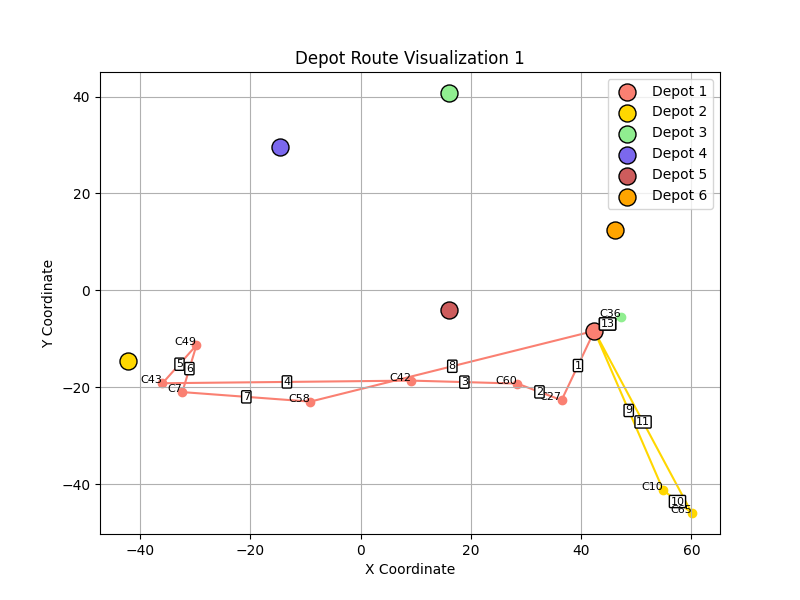 Depot Route Visualization 1
Depot 1
Depot 2
Depot 3
Depot 4
Depot 5
Depot 6
Y Coordinate
40
20
0
−20
−40
C36
13
C49
5
6
8
1
C43
C7
4
C42
3
C60
2
C27
7
C58
9
11
C10
10
C65
−40
−20
0
20
40
60
X Coordinate